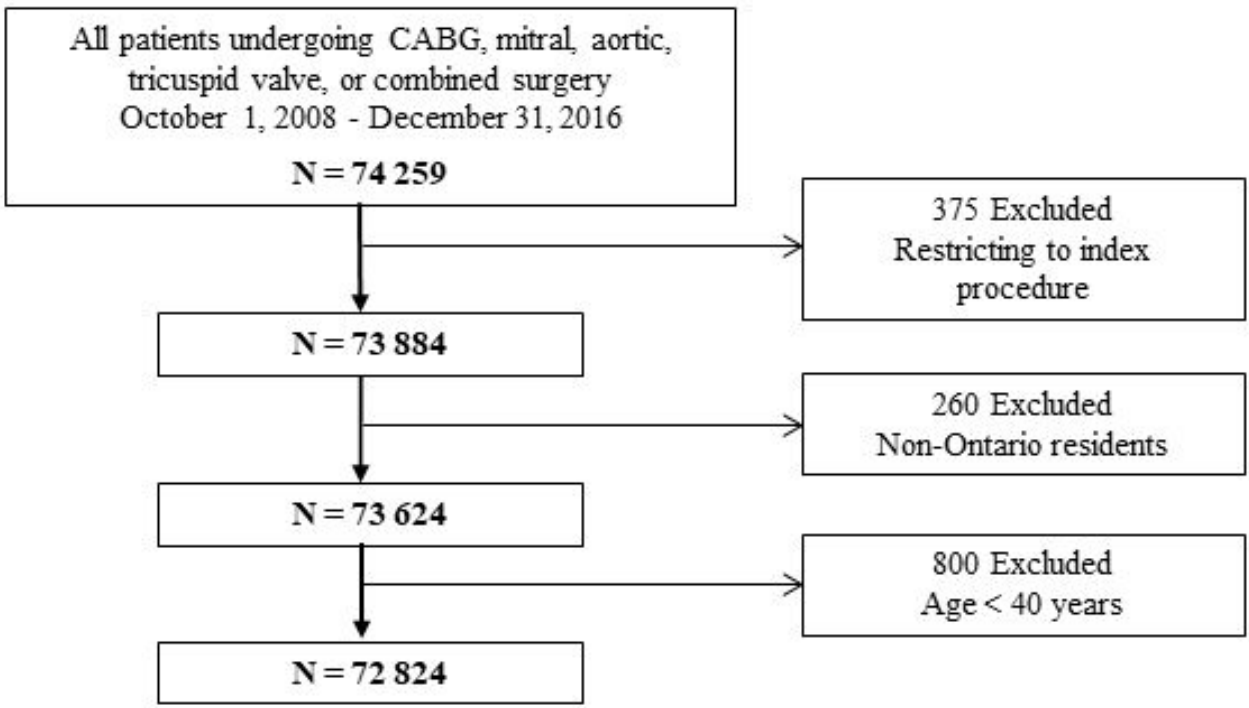 All patients undergoing CABG, mitral, aortic,
tricuspid valve, or combined surgery
October 1, 2008 - December 31, 2016
N = 74 259
375 Excluded
Restricting to index
procedure
N = 73 884
260 Excluded
Non-Ontario residents
N = 73 624
800 Excluded
Age < 40 years
N = 72 824